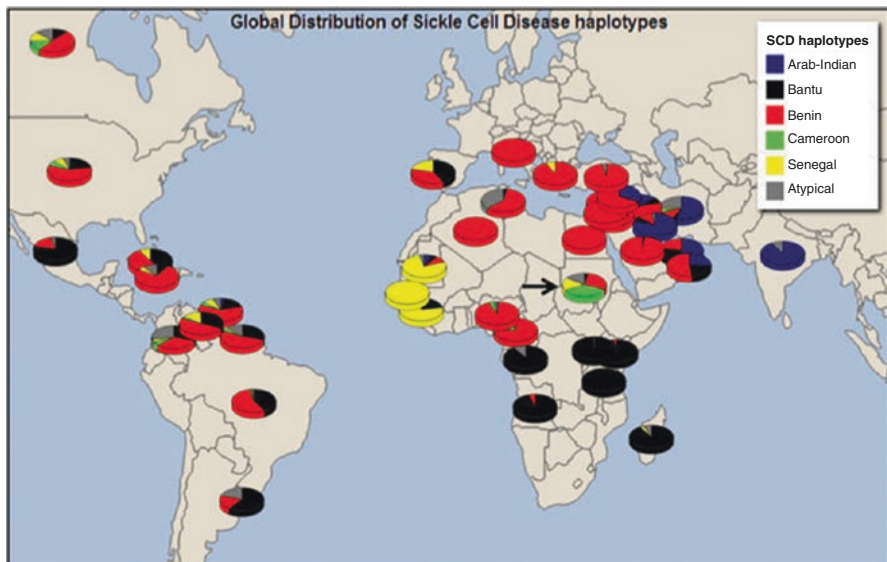 Global Distribution of Sickle Cell Disease haplotypes
SCD haplotypes
Arab-Indian
Bantu
Benin
Cameroon
Senegal
Atypical